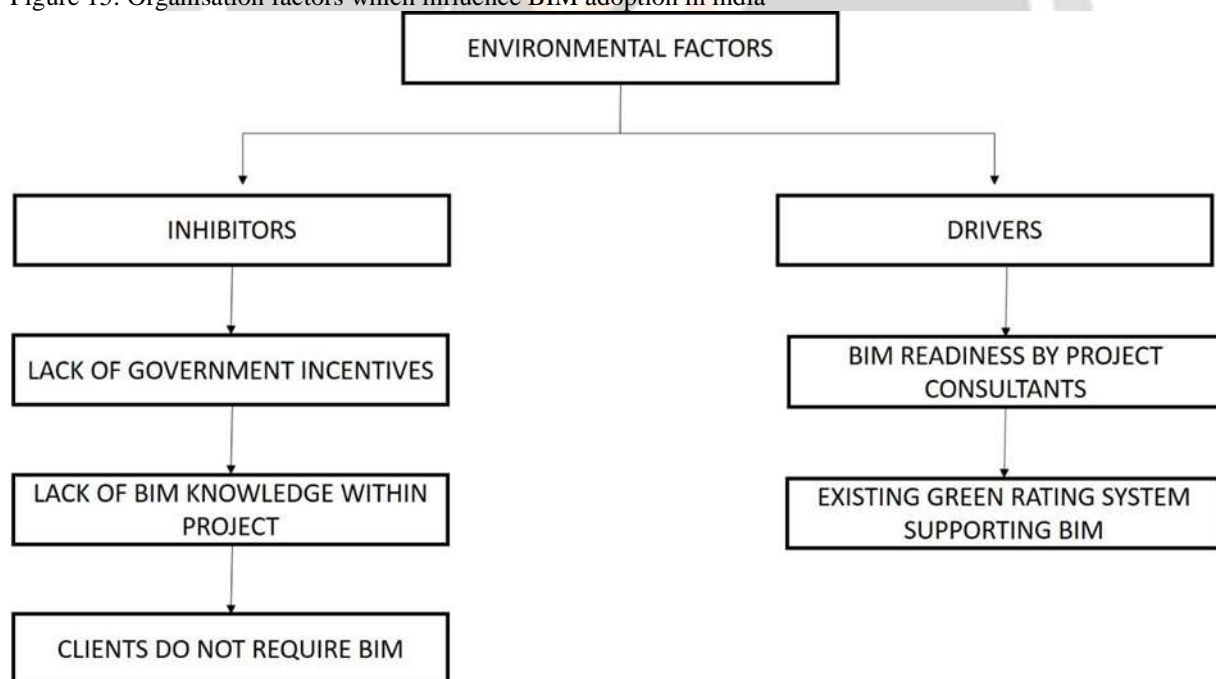 Figure 15: Organisation factors which influence BIM adoption in India
ENVIRONMENTAL FACTORS
INHIBITORS
LACK OF GOVERNMENT INCENTIVES
LACK OF BIM KNOWLEDGE WITHIN
PROJECT
CLIENTS DO NOT REQUIRE BIM
DRIVERS
BIM READINESS BY PROJECT
CONSULTANTS
EXISTING GREEN RATING SYSTEM
SUPPORTING BIM